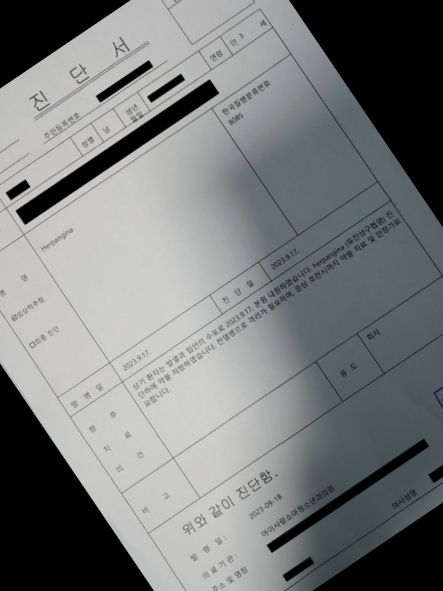 진 단 서
주민등록번호
성별 남 생년월일 연령 만 3 세
한국질병분류번호
병 명 Herpangina B085
☑임상적추정
□최종 진단
발 병 일 2023.9.17. 진 단 일 2023.9.17.
향 후 치 료 의 견
상기 환자는 발열과 입안의 수포로 2023.9.17. 본원 내원하였습니다. herpangina (포진성구협염) 진
단하에 약물 처방하였습니다. 전염병으로 격리가 필요하며, 증상 호전시까지 약물 치료 및 안정가료
요합니다.
비 고 용 도 회사
위와 같이 진단함.
발 행 일: 2023-09-18
의료기관: 아이사랑소마청소년과의원
주소 및 명칭
의사성명